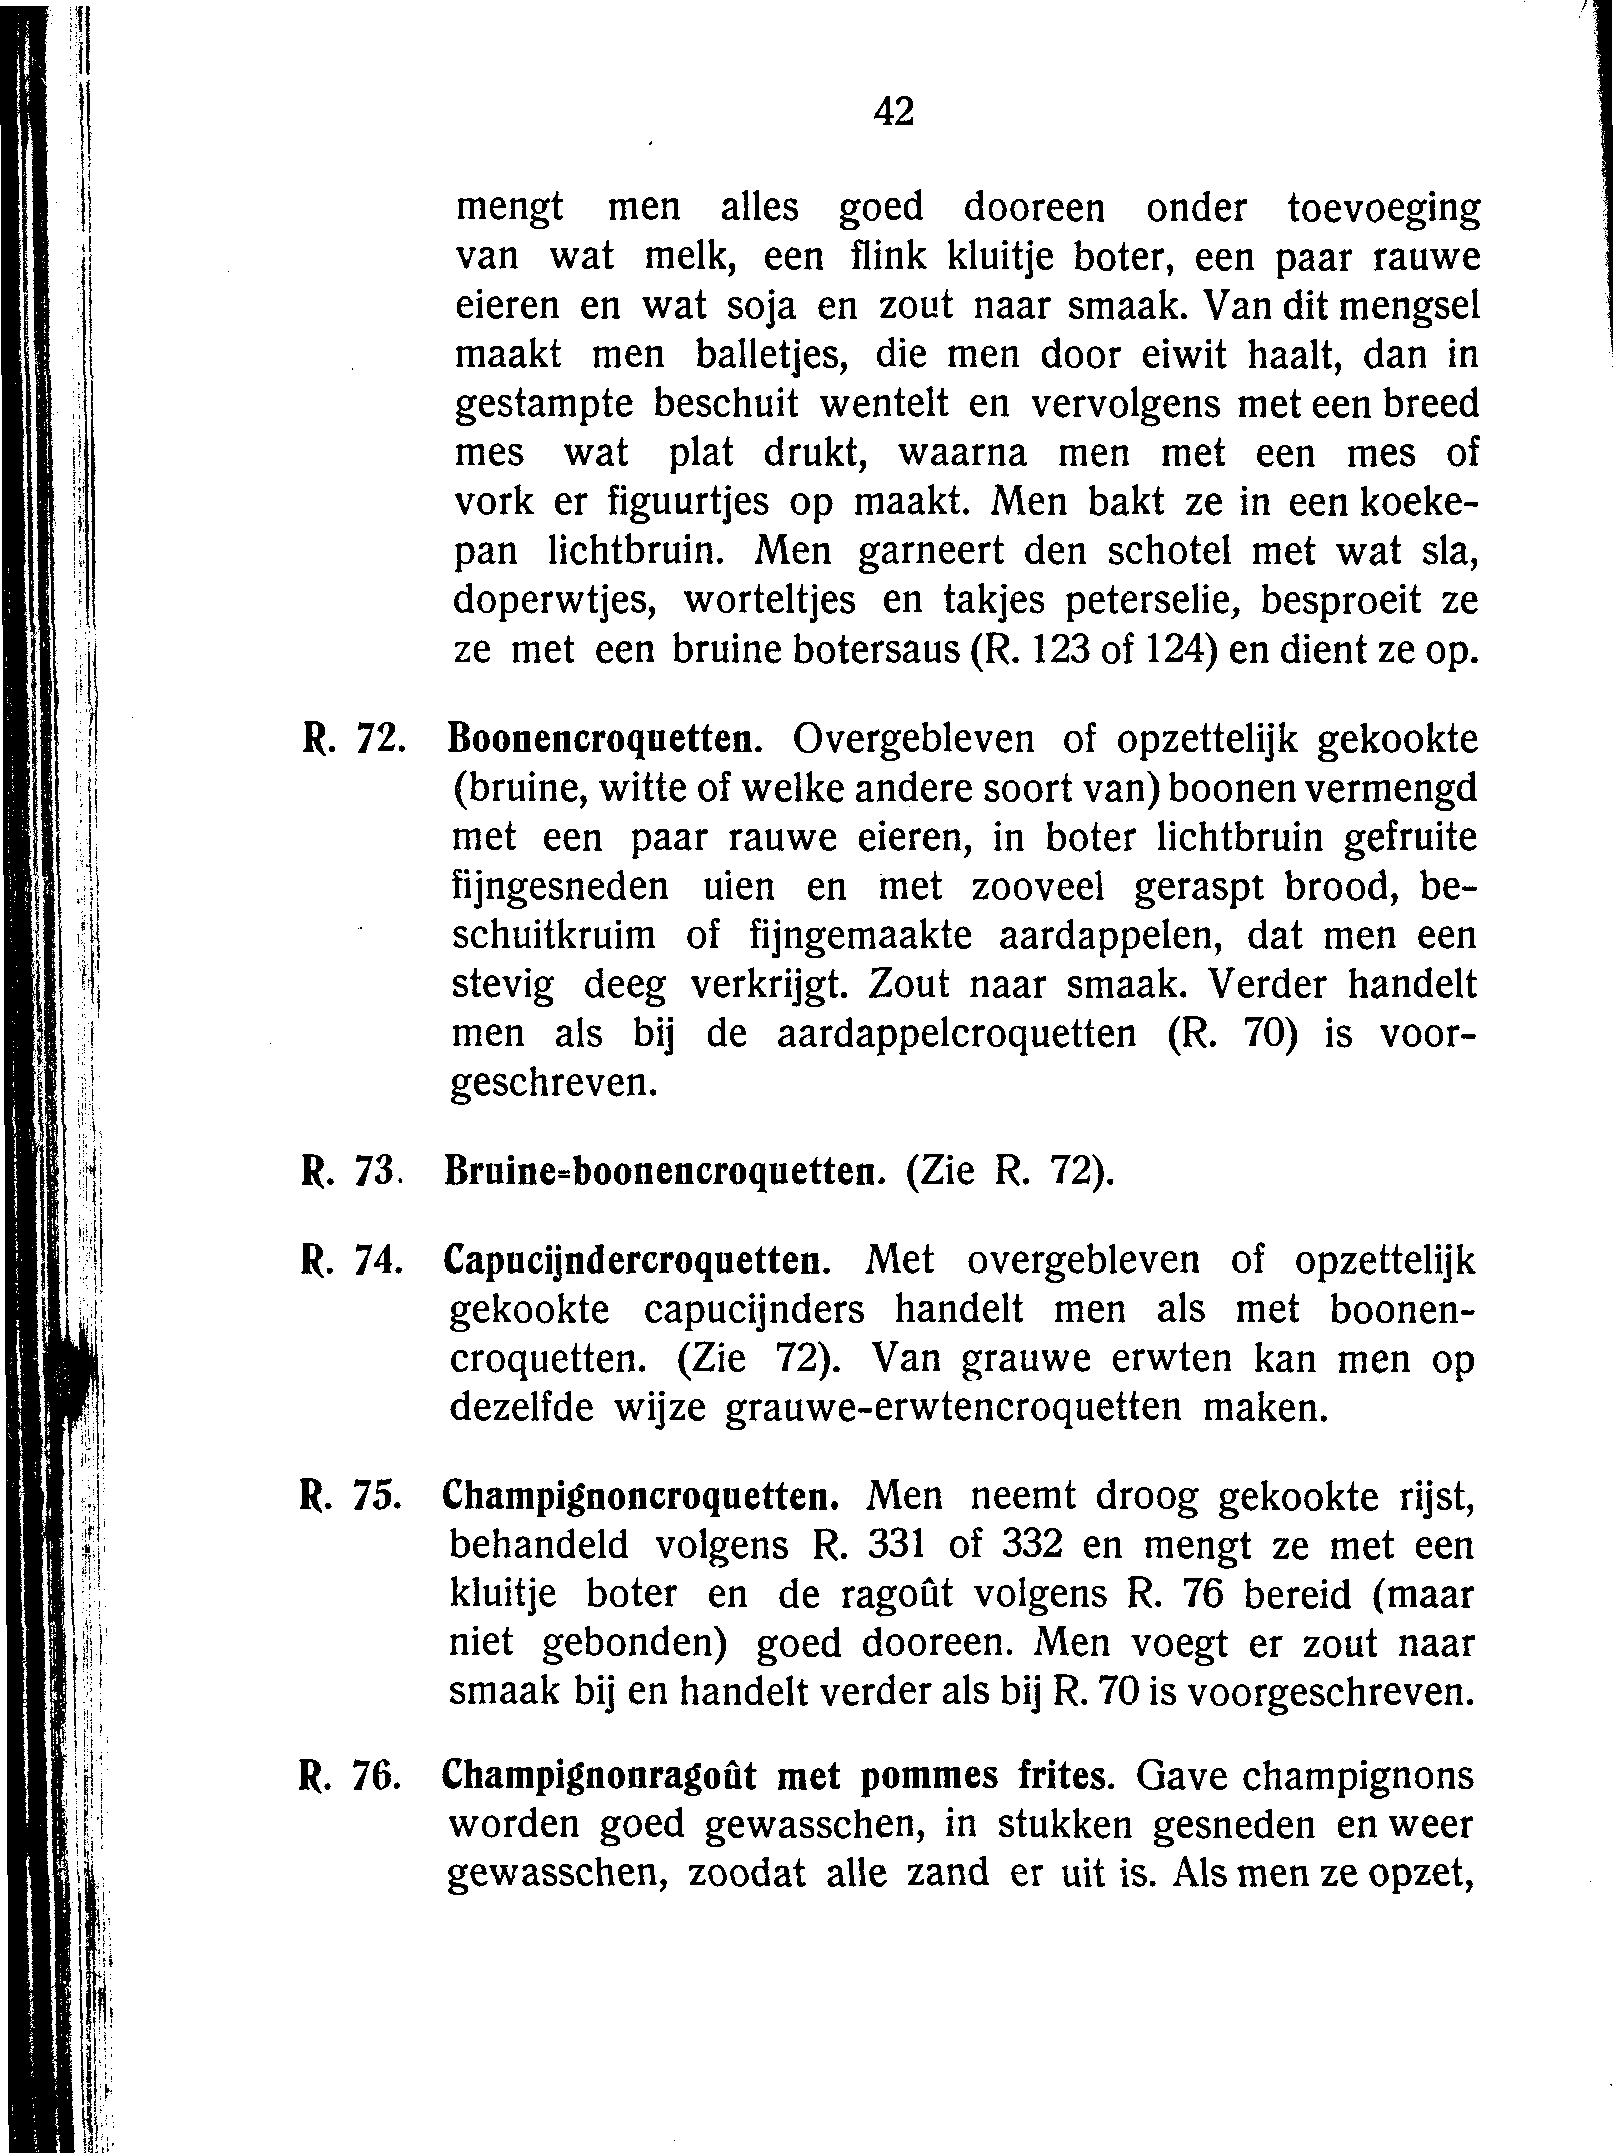 42
mengt men alles goed dooreen onder toevoeging
van wat melk, een flink kluitje boter, een paar rauwe
eieren en wat soja en zout naar smaak. Van dit mengsel
maakt men balletjes, die men door eiwit haalt, dan in
gestampte beschuit wentelt en vervolgens met een breed
mes wat plat drukt, waarna men met een mes of
vork er figuurtjes op maakt. Men bakt ze in een koeke-
pan lichtbruin. Men garneert den schotel met wat sla,
doperwtjes, worteltjes en takjes peterselie, besproeit ze
ze met een bruine botersaus (R. 123 of 124) en dient ze op.
R. 72. Boonencroquetten. Overgebleven of opzettelijk gekookte
(bruine, witte of welke andere soort van) boonen vermengd
met een paar rauwe eieren, in boter lichtbruin gefruite
fijngesneden uien en met zooveel geraspt brood, be-
schuitkruim of fijngemaakte aardappelen, dat men een
stevig deeg verkrijgt. Zout naar smaak. Verder handelt
men als bij de aardappelcroquetten (R. 70) is voor-
geschreven.
R. 73. Bruine=boonencroquetten. (Zie R. 72).
R. 74. Capucijndercroquetten. Met overgebleven of opzettelijk
gekookte capucijnders handelt men als met boonen-
croquetten. (Zie 72). Van grauwe erwten kan men op
dezelfde wijze grauwe-erwtencroquetten maken.
R. 75. Champignoncroquetten. Men neemt droog gekookte rijst,
behandeld volgens R. 331 of 332 en mengt ze met een
kluitje boter en de ragoût volgens R. 76 bereid (maar
niet gebonden) goed dooreen. Men voegt er zout naar
smaak bij en handelt verder als bij R. 70 is voorgeschreven.
R. 76. Champignonragoût met pommes frites. Gave champignons
worden goed gewasschen, in stukken gesneden en weer
gewasschen, zoodat alle zand er uit is. Als men ze opzet,